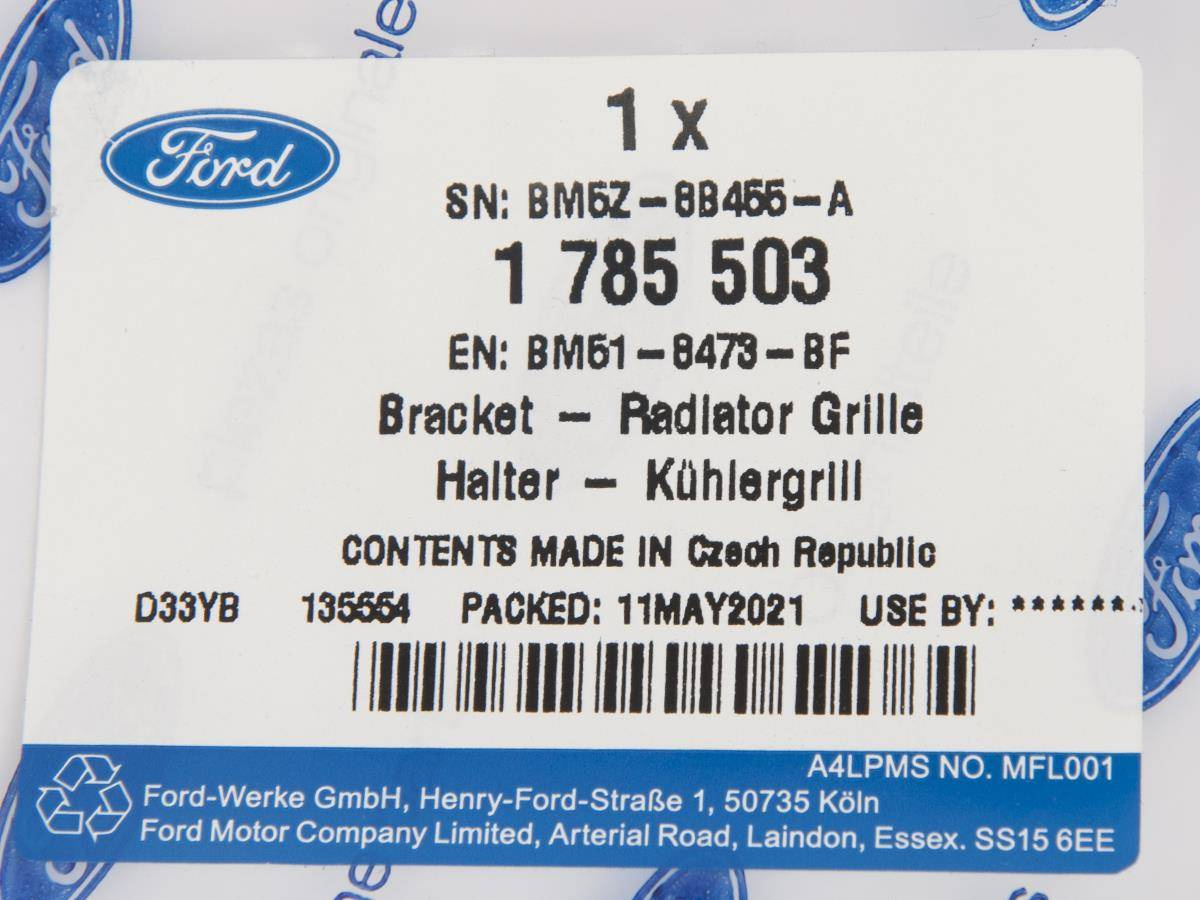 Ford
1 x
SN: BM5Z-8B455-A
1 785 503
EN: BM51-8473-BF
Bracket - Radiator Grille
Halter - Kühlergrill
CONTENTS MADE IN Czech Republic
D33YB 135554 PACKED: 11MAY2021 USE BY: *******
A4LPMS NO. MFL001
Ford-Werke GmbH, Henry-Ford-Straße 1, 50735 Köln
Ford Motor Company Limited, Arterial Road, Laindon, Essex. SS15 6EE